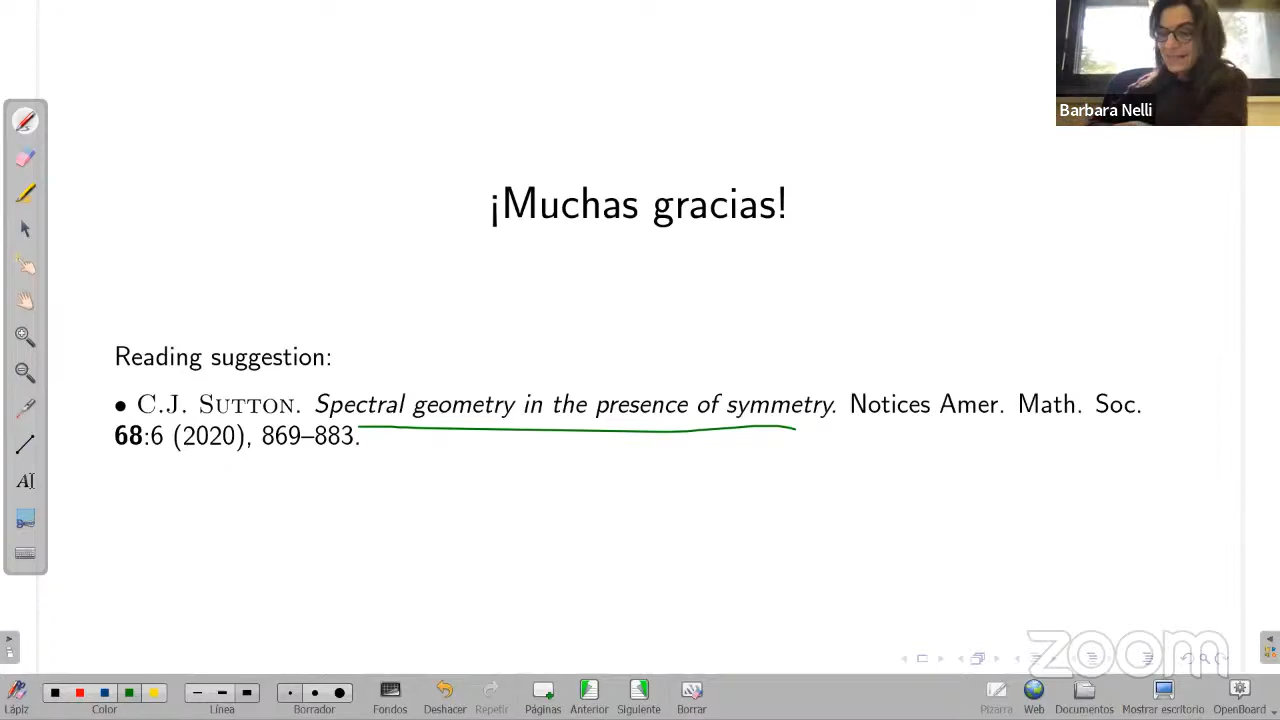 Barbara Nelli
¡Muchas gracias!
Reading suggestion:
• C.J. SUTTON. Spectral geometry in the presence of symmetry. Notices Amer. Math. Soc.
68:6 (2020), 869–883.
zoom
Lápiz Color Línea Borrador Fondos Deshacer Repetir Páginas Anterior Siguiente Borrar Pizarra Web Documentos Mostrar escritorio OpenBoard